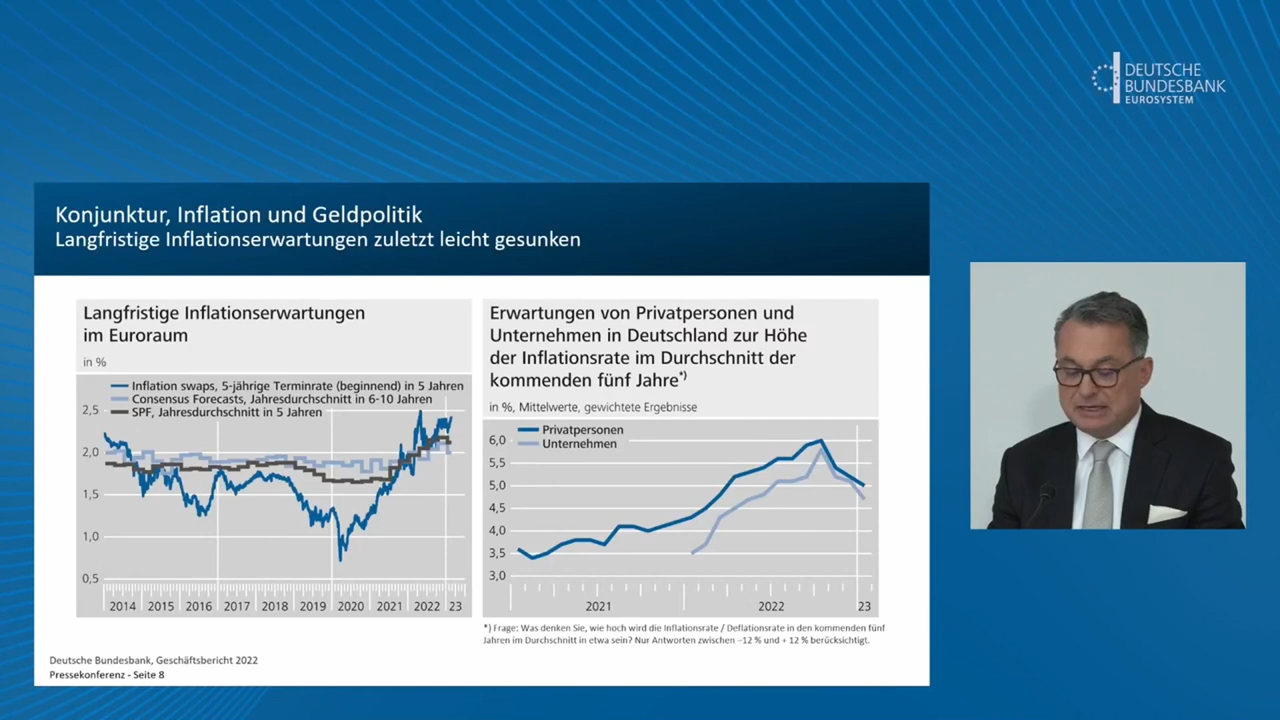 DEUTSCHE
BUNDESBANK
EUROSYSTEM
Konjunktur, Inflation und Geldpolitik
Langfristige Inflationserwartungen zuletzt leicht gesunken
Langfristige Inflationserwartungen
im Euroraum
in %
Inflation swaps, 5-jährige Terminrate (beginnend) in 5 Jahren
Consensus Forecasts, Jahresdurchschnitt in 6-10 Jahren
SPF, Jahresdurchschnitt in 5 Jahren
2,5
2,0
1,5
1,0
0,5
2014 2015 2016 2017 2018 2019 2020 2021 2022 23
Erwartungen von Privatpersonen und
Unternehmen in Deutschland zur Höhe
der Inflationsrate im Durchschnitt der
kommenden fünf Jahre*)
in %, Mittelwerte, gewichtete Ergebnisse
Privatpersonen
Unternehmen
6,0
5,5
5,0
4,5
4,0
3,5
3,0
2021 2022 23
*) Frage: Was denken Sie, wie hoch wird die Inflationsrate / Deflationsrate in den kommenden fünf
Jahren im Durchschnitt in etwa sein? Nur Antworten zwischen −12 % und + 12 % berücksichtigt.
Deutsche Bundesbank, Geschäftsbericht 2022
Pressekonferenz - Seite 8